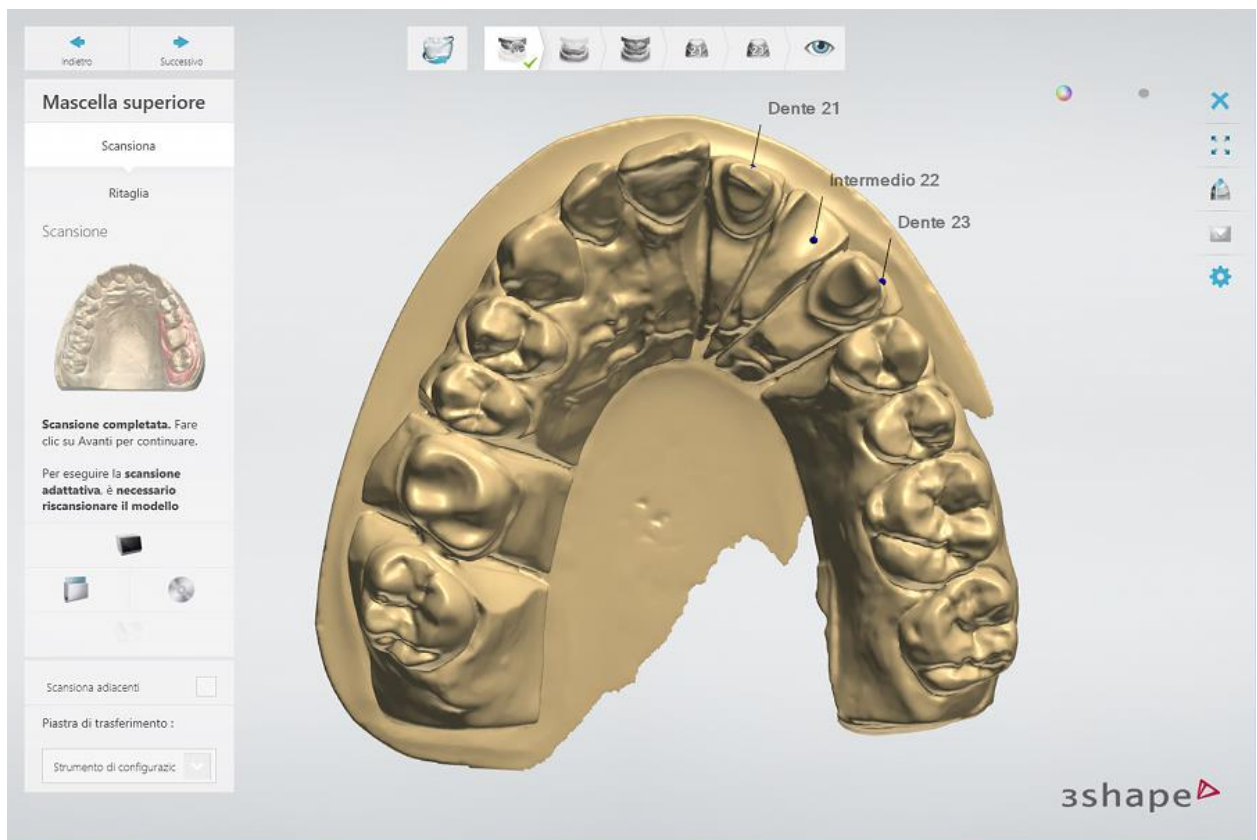 Indietro
Successivo
Mascella superiore
Scansiona
Ritaglia
Scansione
Scansione completata. Fare
clic su Avanti per continuare.
Per eseguire la scansione
adattativa, è necessario
riscansionare il modello
Scansiona adiacenti
Piastra di trasferimento :
Strumento di configurazic
21
23
Dente 21
Intermedio 22
Dente 23
3shape